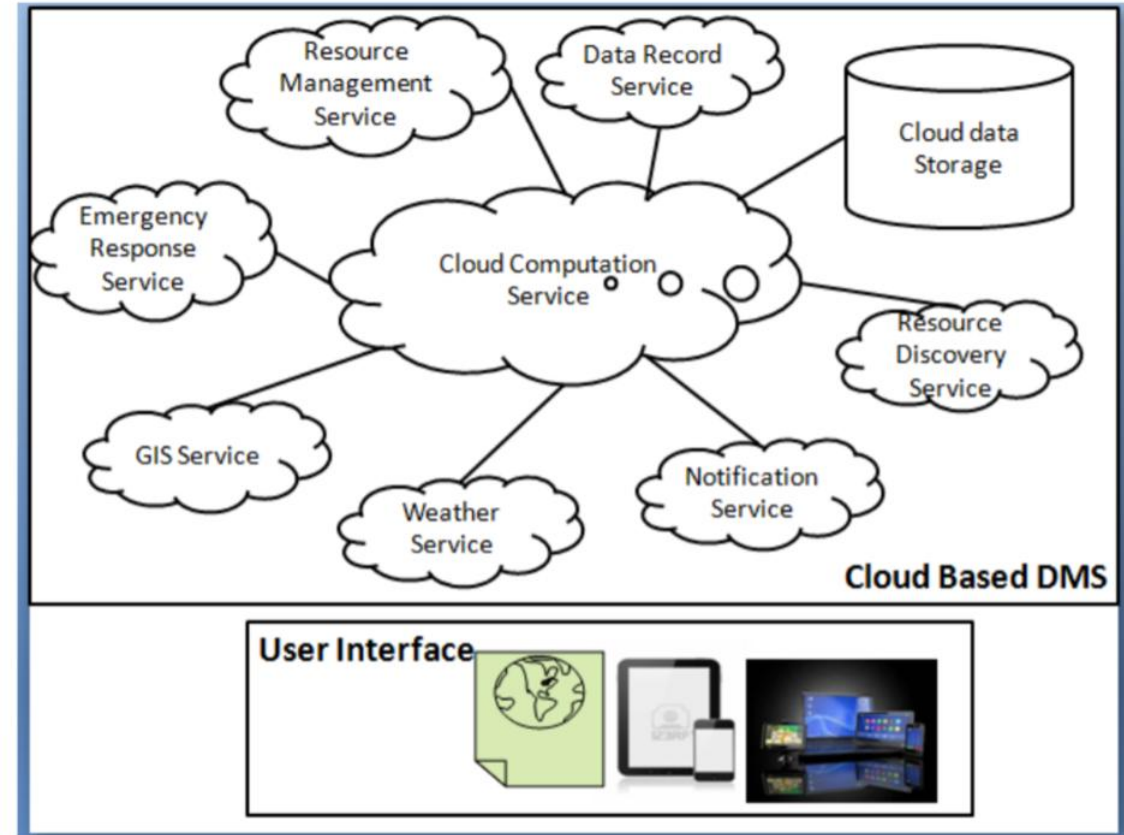 Resource
Management
Service
Data Record
Service
Cloud data
Storage
Emergency
Response
Service
Cloud Computation
Service
Resource
Discovery
Service
GIS Service
Weather
Service
Notification
Service
Cloud Based DMS
User Interface
123RF